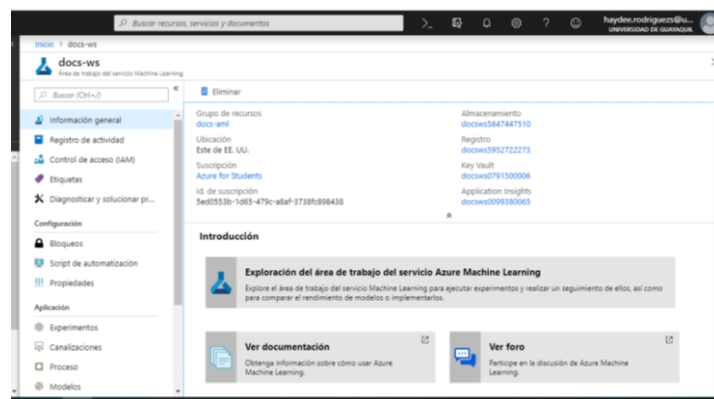 Buscar recursos, servicios y documentos
haydee.rodriguezs@u...
UNIVERSIDAD DE GUAYAQUIL
Inicio > docs-ws
docs-ws
Área de trabajo del servicio Machine Learning
Buscar (Ctrl+/)
Eliminar
Información general
Registro de actividad
Control de acceso (IAM)
Etiquetas
Diagnosticar y solucionar pr...
Configuración
Bloqueos
Script de automatización
Propiedades
Aplicación
Experimentos
Canalizaciones
Proceso
Modelos
Grupo de recursos
docs-aml
Ubicación
Este de EE. UU.
Suscripción
Azure for Students
Id. de suscripción
5ed0553b-1d65-479c-a8af-3738fc898438
Almacenamiento
docsws5647447510
Registro
docsws5952722273
Key Vault
docsws0791500006
Application Insights
docsws0099380065
Introducción
Exploración del área de trabajo del servicio Azure Machine Learning
Explore el área de trabajo del servicio Machine Learning para ejecutar experimentos y realizar un seguimiento de ellos, así como
para comparar el rendimiento de modelos o implementarlos.
Ver documentación
Obtenga información sobre cómo usar Azure
Machine Learning.
Ver foro
Participe en la discusión de Azure Machine
Learning.